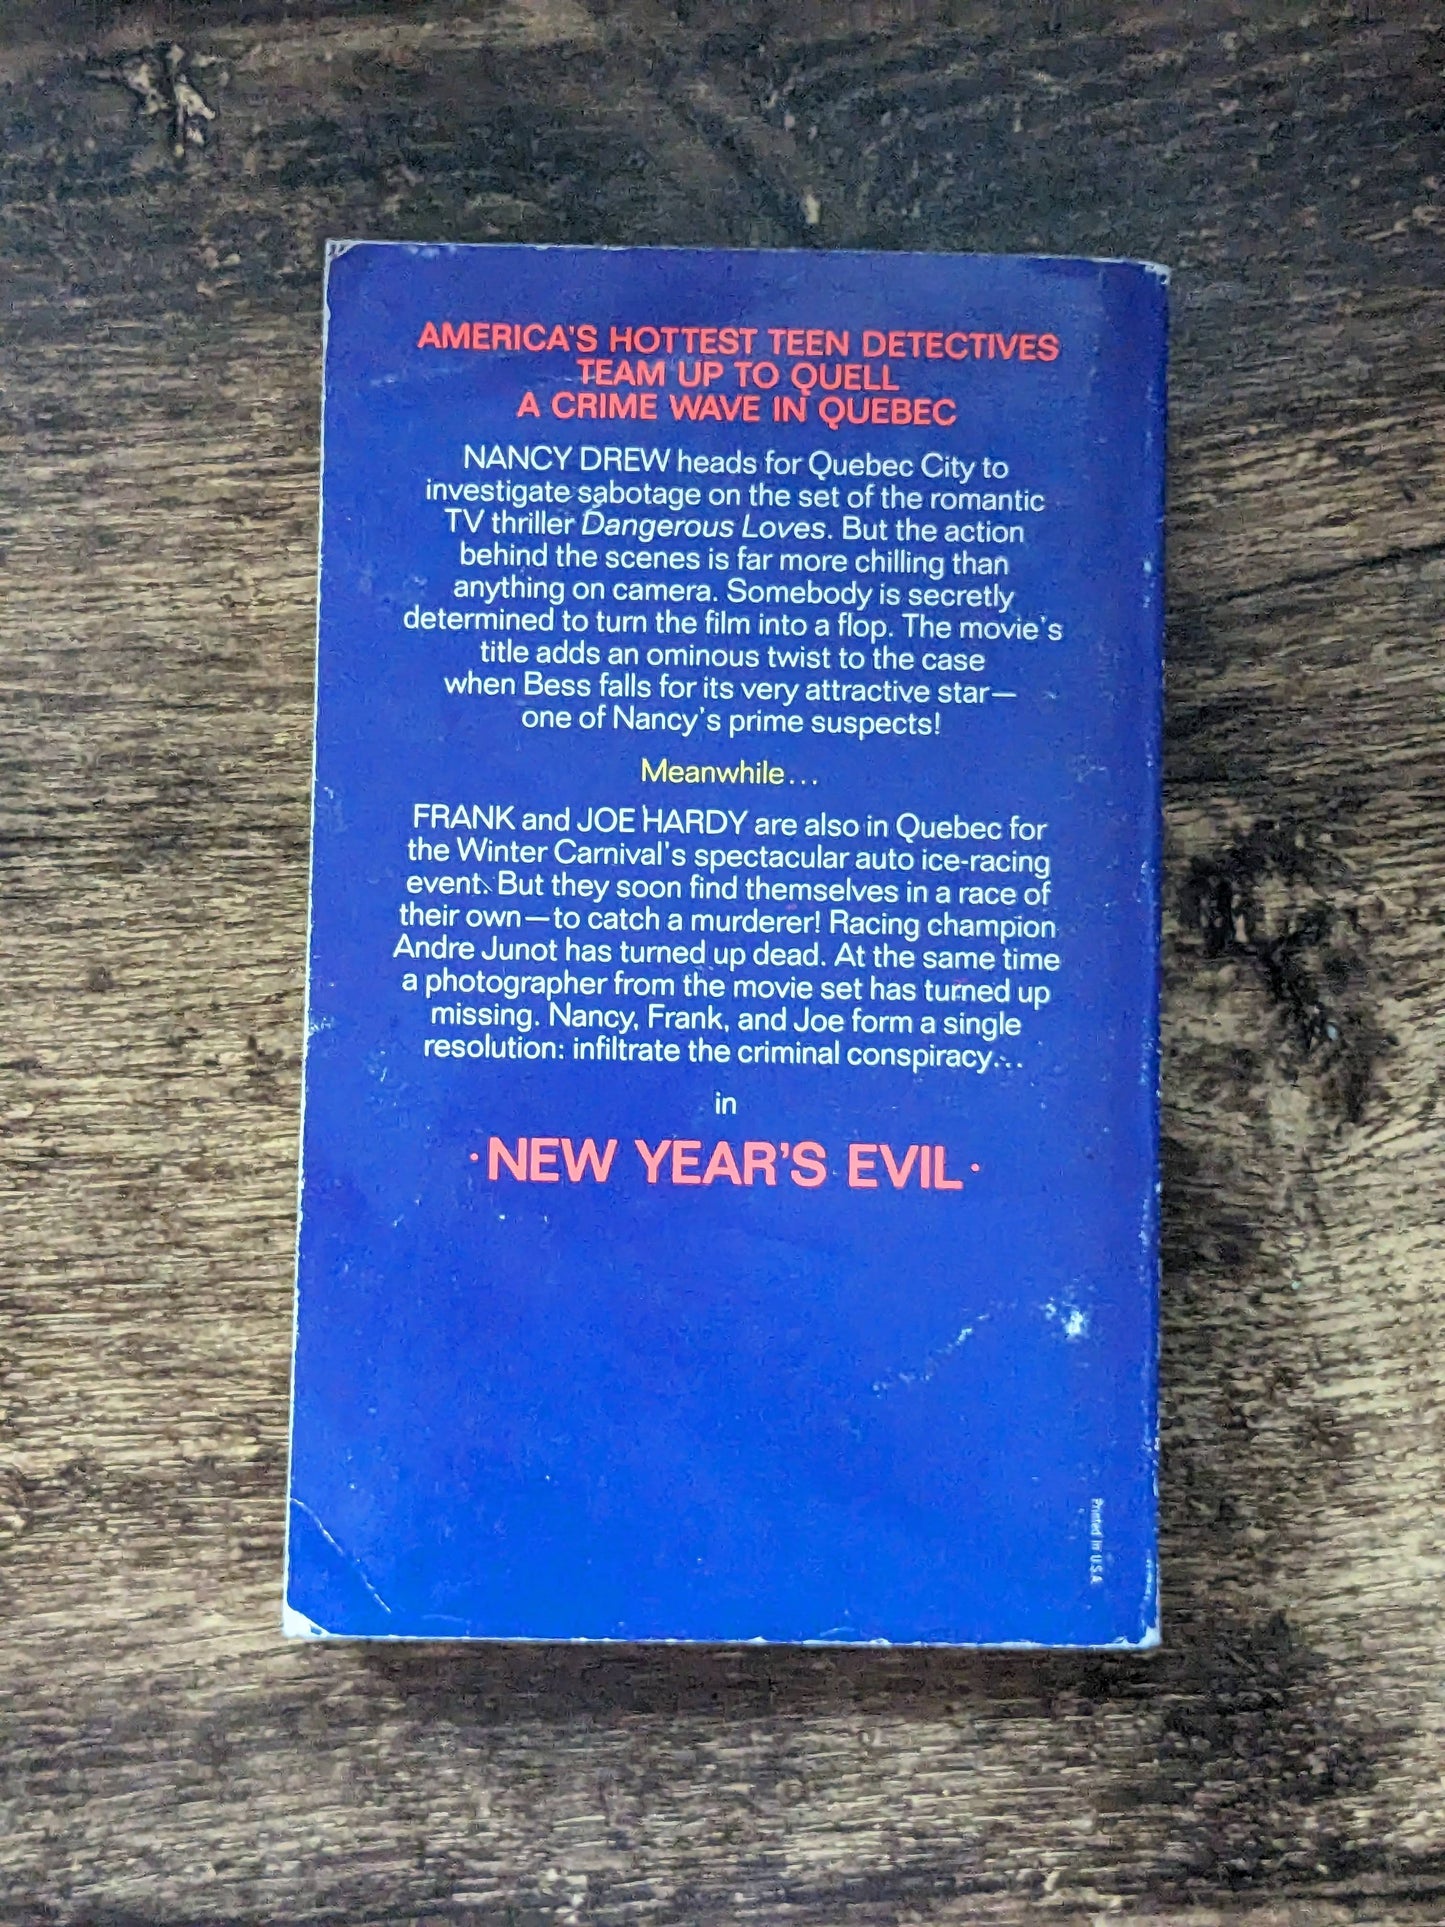 AMERICA'S HOTTEST TEEN DETECTIVES
TEAM UP TO QUELL
A CRIME WAVE IN QUEBEC
NANCY DREW heads for Quebec City to
investigate sabotage on the set of the romantic
TV thriller Dangerous Loves. But the action
behind the scenes is far more chilling than
anything on camera. Somebody is secretly
determined to turn the film into a flop. The movie's
title adds an ominous twist to the case
when Bess falls for its very attractive star—
one of Nancy's prime suspects!
Meanwhile...
FRANK and JOE HARDY are also in Quebec for
the Winter Carnival's spectacular auto ice-racing
event. But they soon find themselves in a race of
their own—to catch a murderer! Racing champion
Andre Junot has turned up dead. At the same time
a photographer from the movie set has turned up
missing. Nancy, Frank, and Joe form a single
resolution: infiltrate the criminal conspiracy...
in
·NEW YEAR'S EVIL·
Printed in U.S.A.